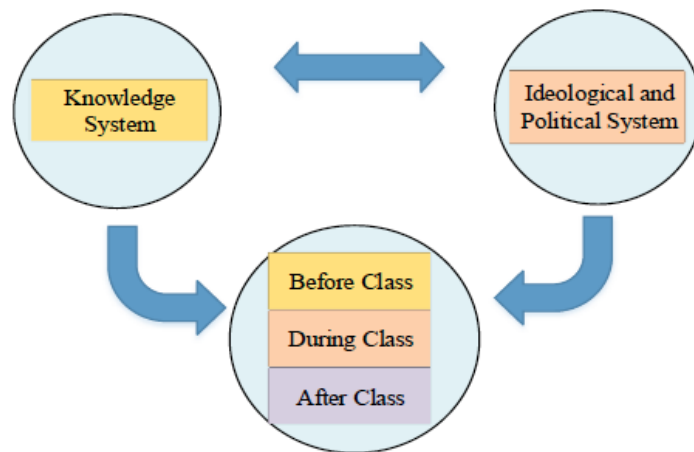 Knowledge
System
Ideological and
Political System
Before Class
During Class
After Class